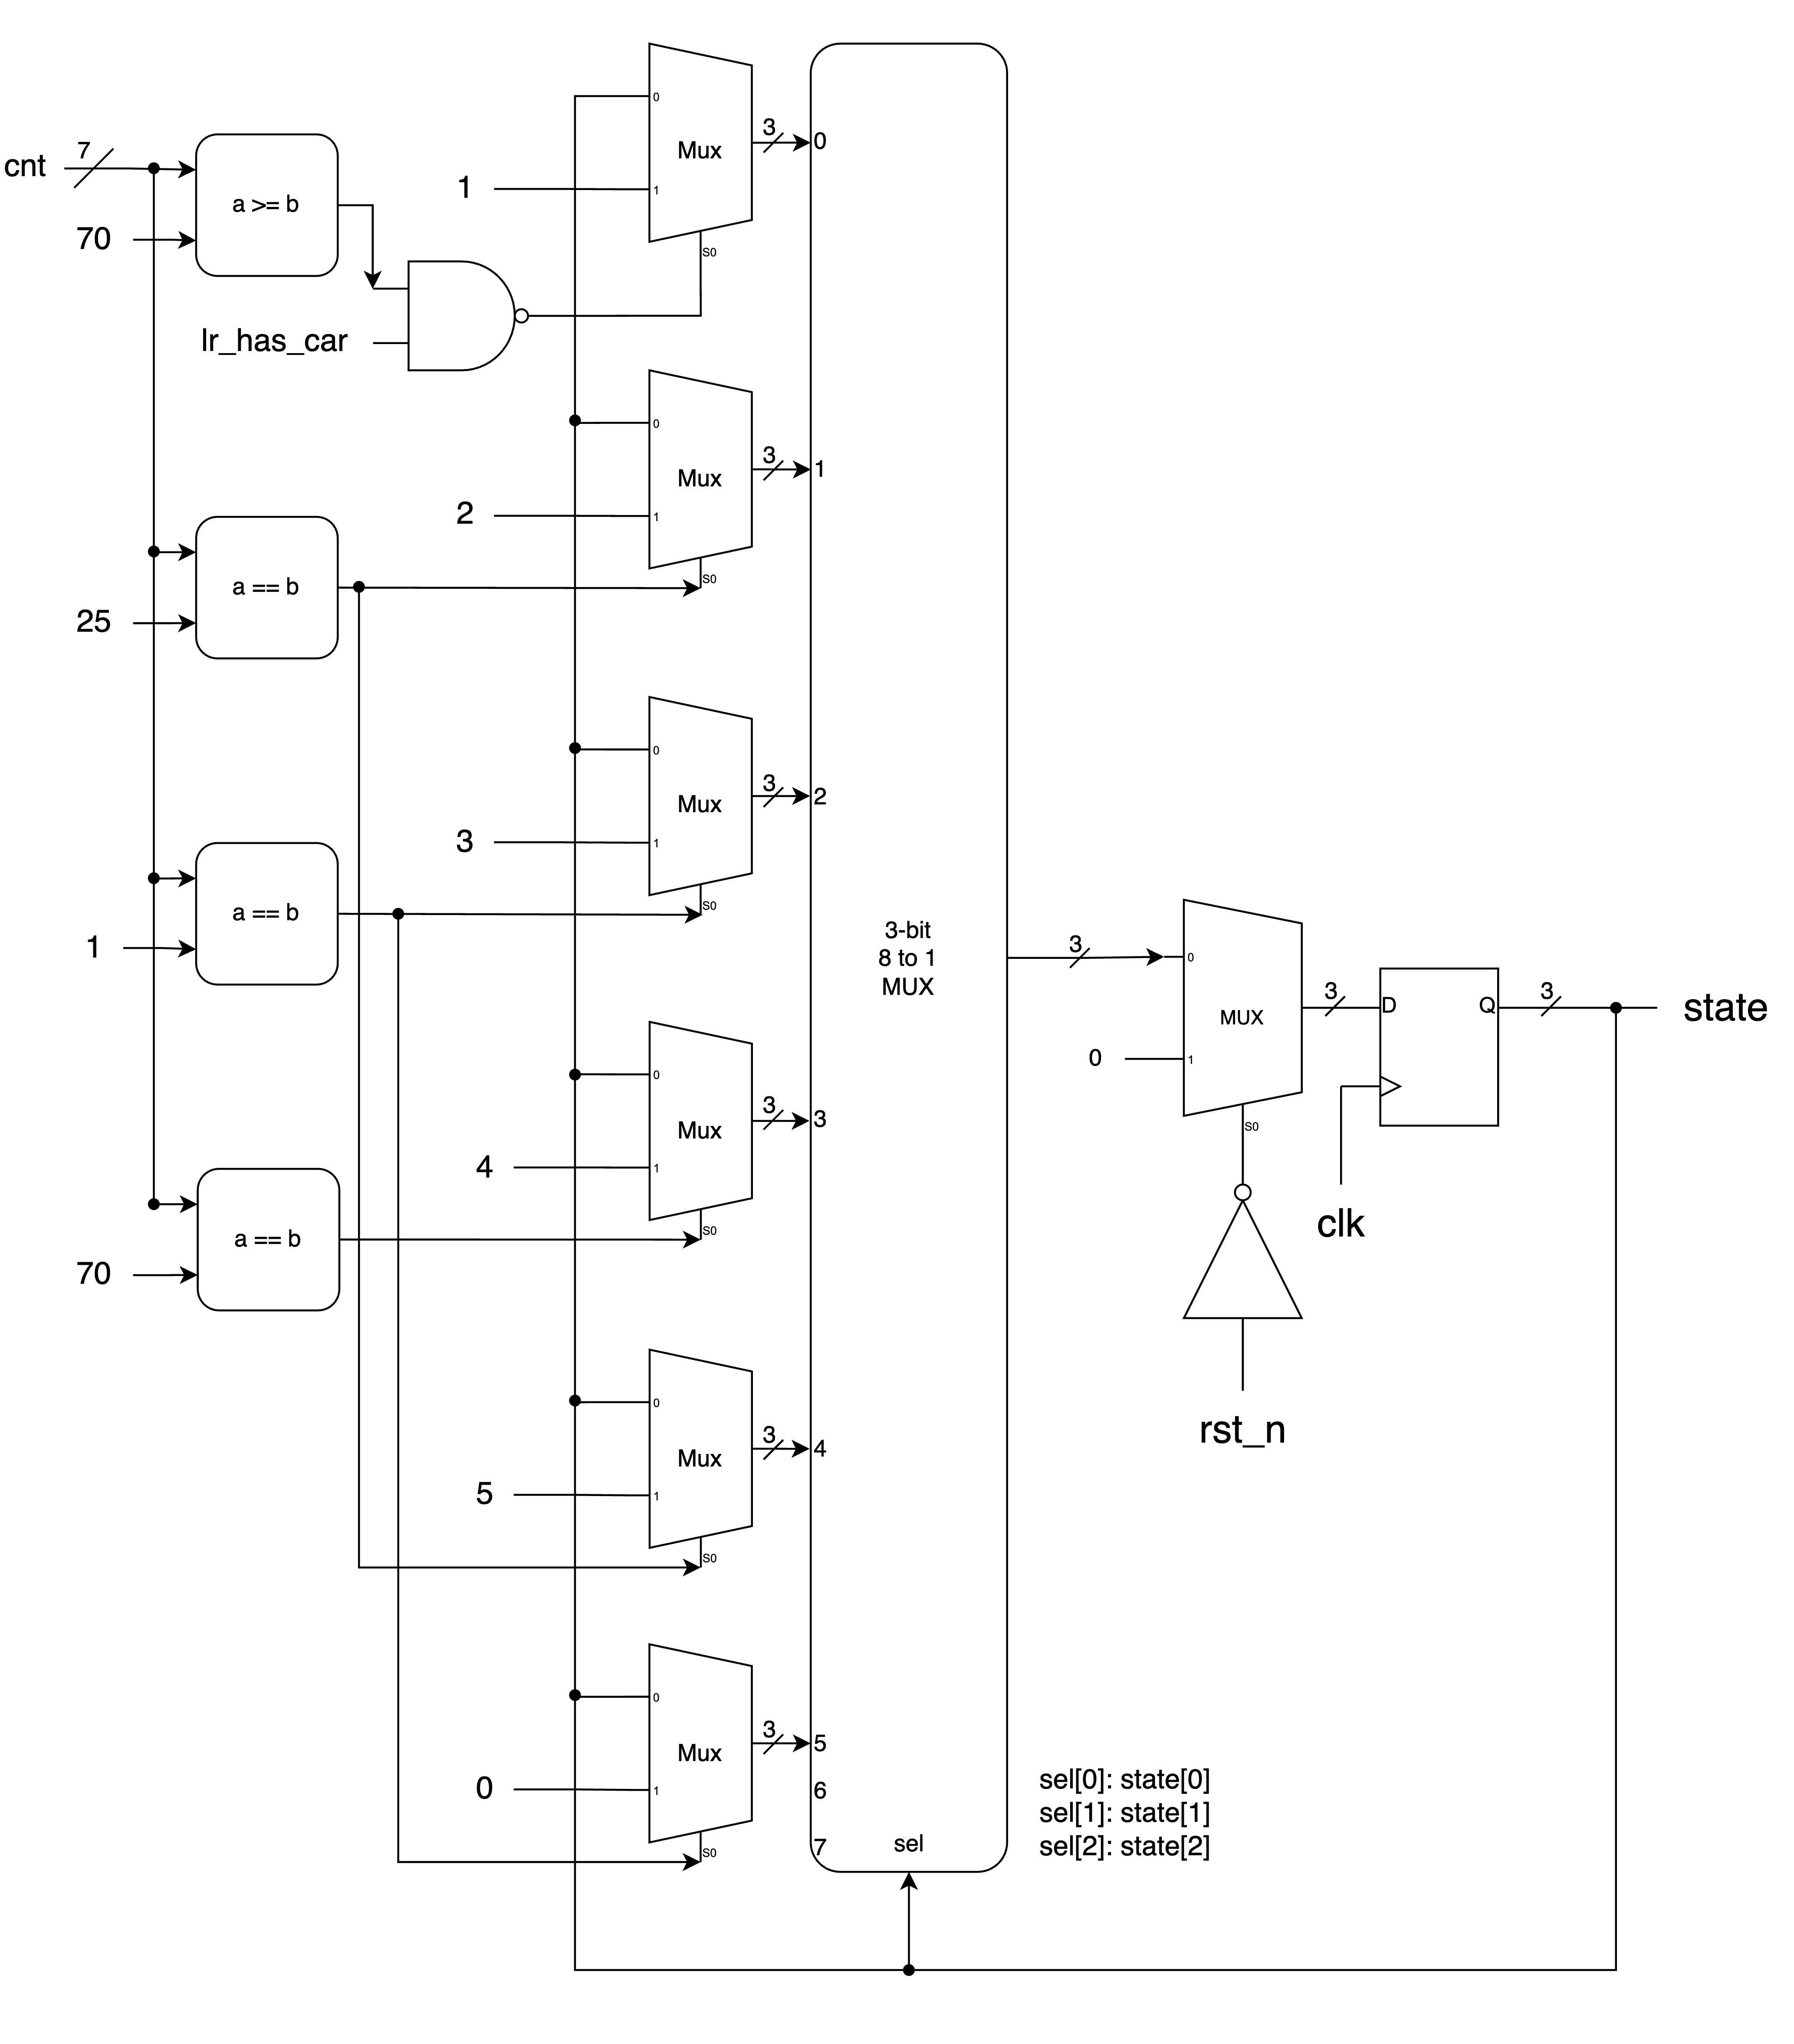 0
3
Mux
0
7
cnt
1
1
a >= b
70
S0
lr_has_car
0
3
Mux
1
2
1
S0
a == b
25
0
3
Mux
2
3
1
S0
a == b
1
3-bit
8 to 1
MUX
3
0
MUX
0
1
S0
3
D
Q
3
state
clk
rst_n
0
3
Mux
3
4
1
S0
a == b
70
0
3
Mux
4
5
1
S0
0
3
Mux
5
0
1
6
S0
7
sel
sel[0]: state[0]
sel[1]: state[1]
sel[2]: state[2]